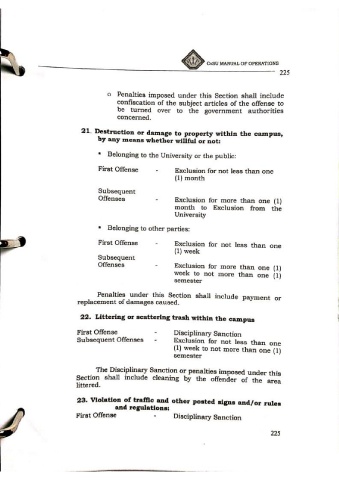 CvSU MANUAL OF OPERATIONS
225
o Penalties imposed under this Section shall include
confiscation of the subject articles of the offense to
be turned over to the government authorities
concerned.
21. Destruction or damage to property within the campus,
by any means whether willful or not:
• Belonging to the University or the public:
First Offense - Exclusion for not less than one
(1) month
Subsequent
Offenses - Exclusion for more than one (1)
month to Exclusion from the
University
• Belonging to other parties:
First Offense - Exclusion for not less than one
(1) week
Subsequent
Offenses - Exclusion for more than one (1)
week to not more than one (1)
semester
Penalties under this Section shall include payment or
replacement of damages caused.
22. Littering or scattering trash within the campus
First Offense - Disciplinary Sanction
Subsequent Offenses - Exclusion for not less than one
(1) week to not more than one (1)
semester
The Disciplinary Sanction or penalties imposed under this
Section shall include cleaning by the offender of the area
littered.
23. Violation of traffic and other posted signs and/or rules
and regulations:
First Offense - Disciplinary Sanction
225